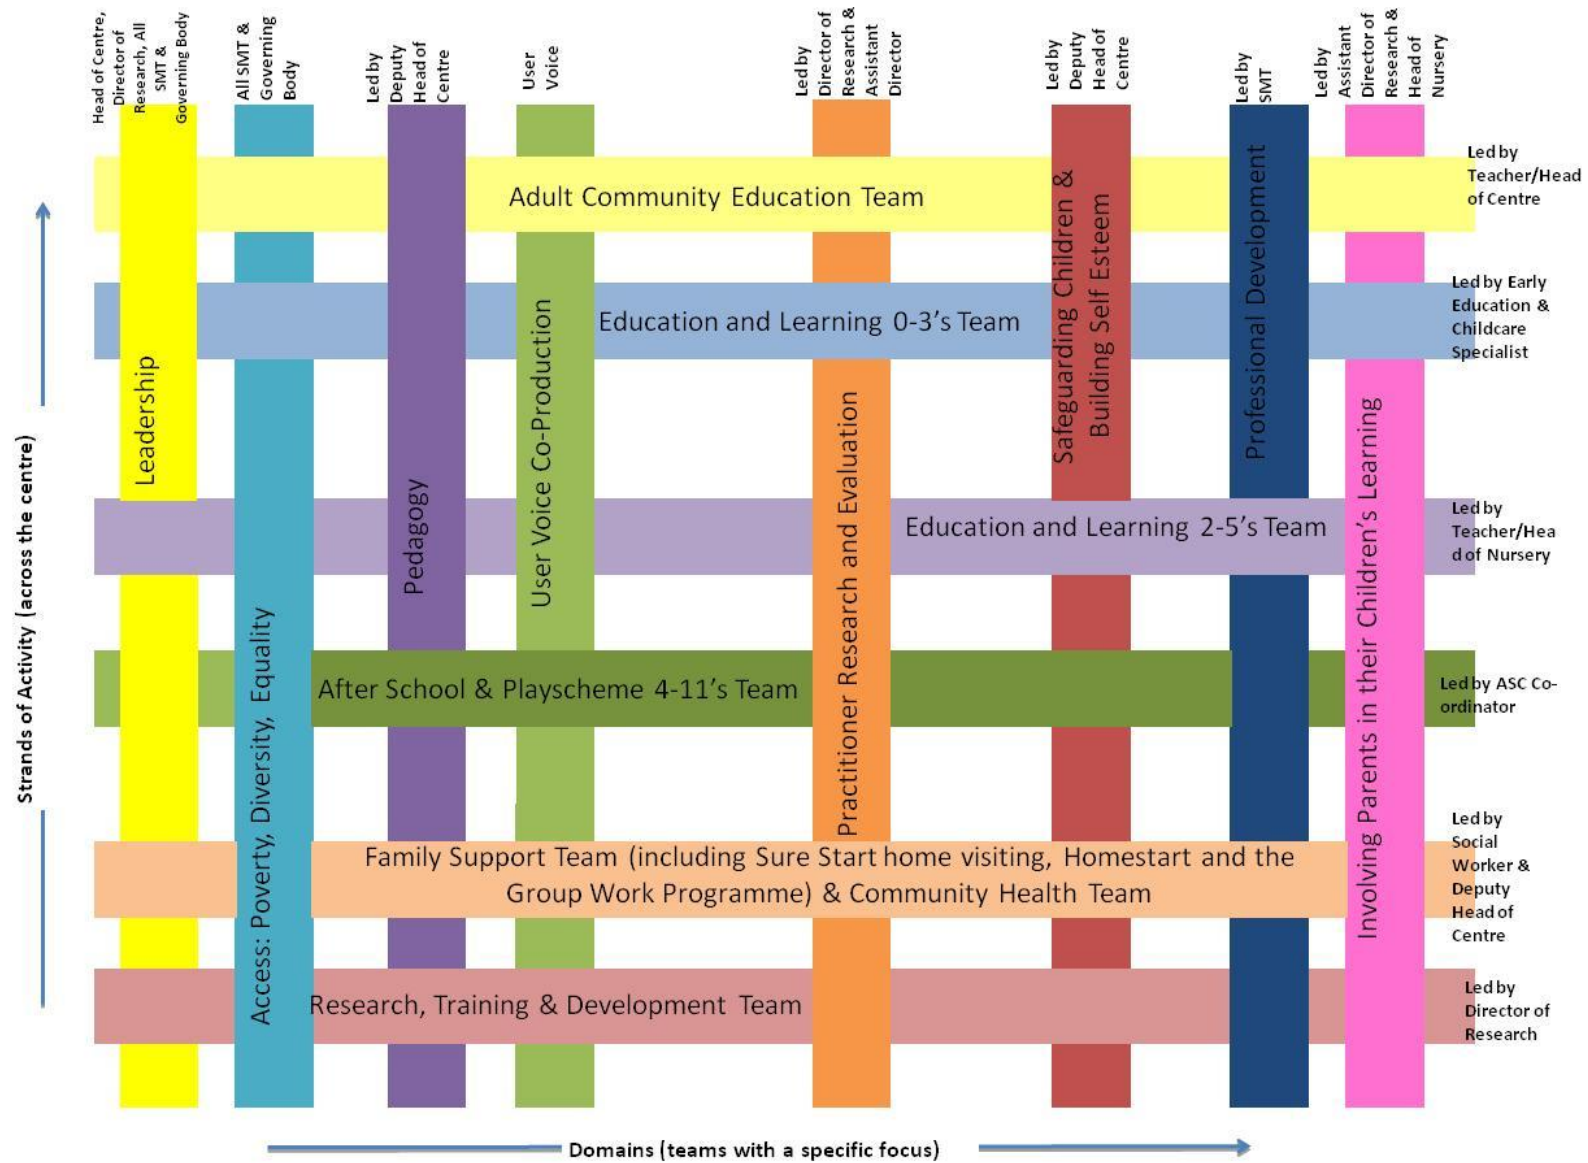 Head of Centre,
Director of
Research, All
SMT &
Governing Body
All SMT &
Governing
Body
Led by
Deputy
Head of
Centre
User
Voice
Led by
Director of
Research &
Assistant
Director
Led by
Deputy
Head of
Centre
Led by
SMT
Led by
Assistant
Director of
Research &
Head of
Nursery
Adult Community Education Team
Led by
Teacher/Head
of Centre
Education and Learning 0-3's Team
Led by Early
Education &
Childcare
Specialist
Education and Learning 2-5's Team
Led by
Teacher/Hea
d of Nursery
After School & Playscheme 4-11's Team
Led by ASC Co-
ordinator
Family Support Team (including Sure Start home visiting, Homestart and the
Group Work Programme) & Community Health Team
Led by
Social
Worker &
Deputy
Head of
Centre
Research, Training & Development Team
Led by
Director of
Research
Leadership
Access: Poverty, Diversity, Equality
Pedagogy
User Voice Co-Production
Practitioner Research and Evaluation
Safeguarding Children &
Building Self Esteem
Professional Development
Involving Parents in their Children's Learning
Strands of Activity (across the centre)
Domains (teams with a specific focus)